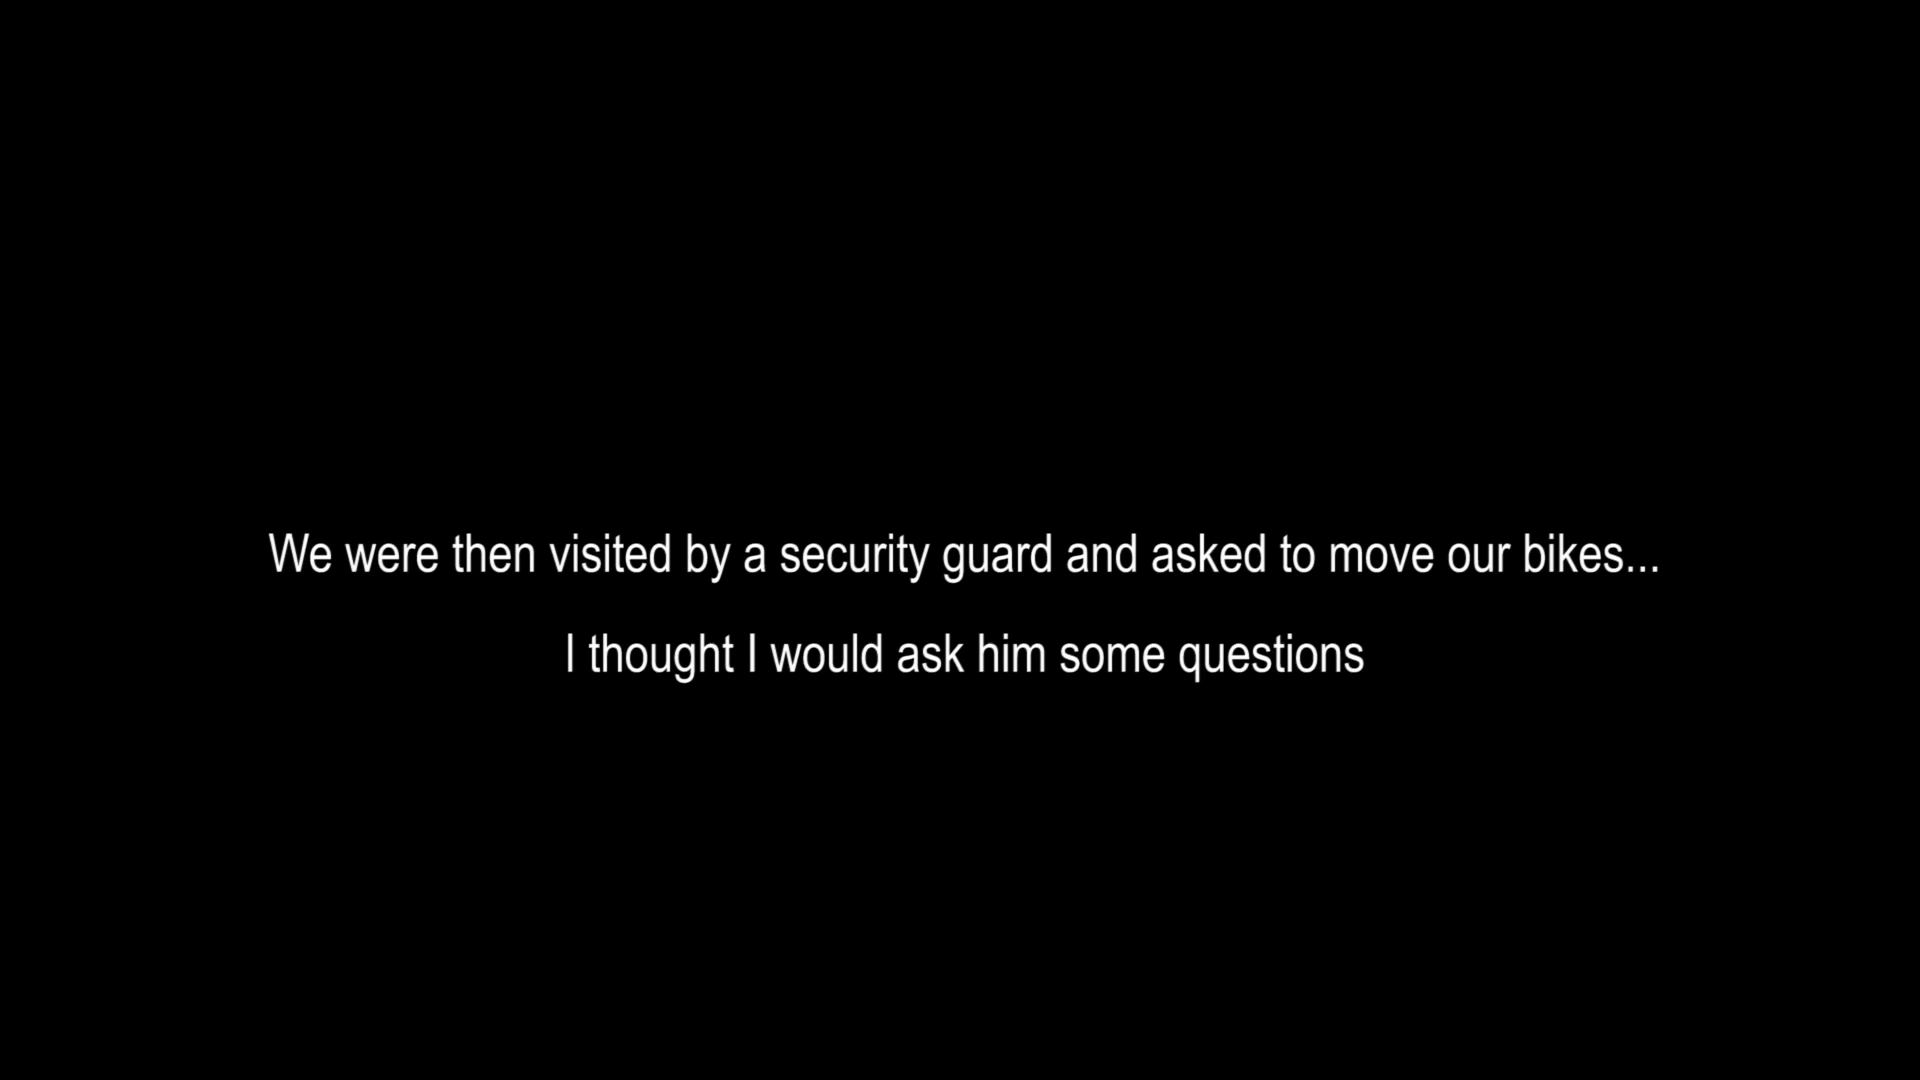 We were then visited by a security guard and asked to move our bikes...
I thought I would ask him some questions